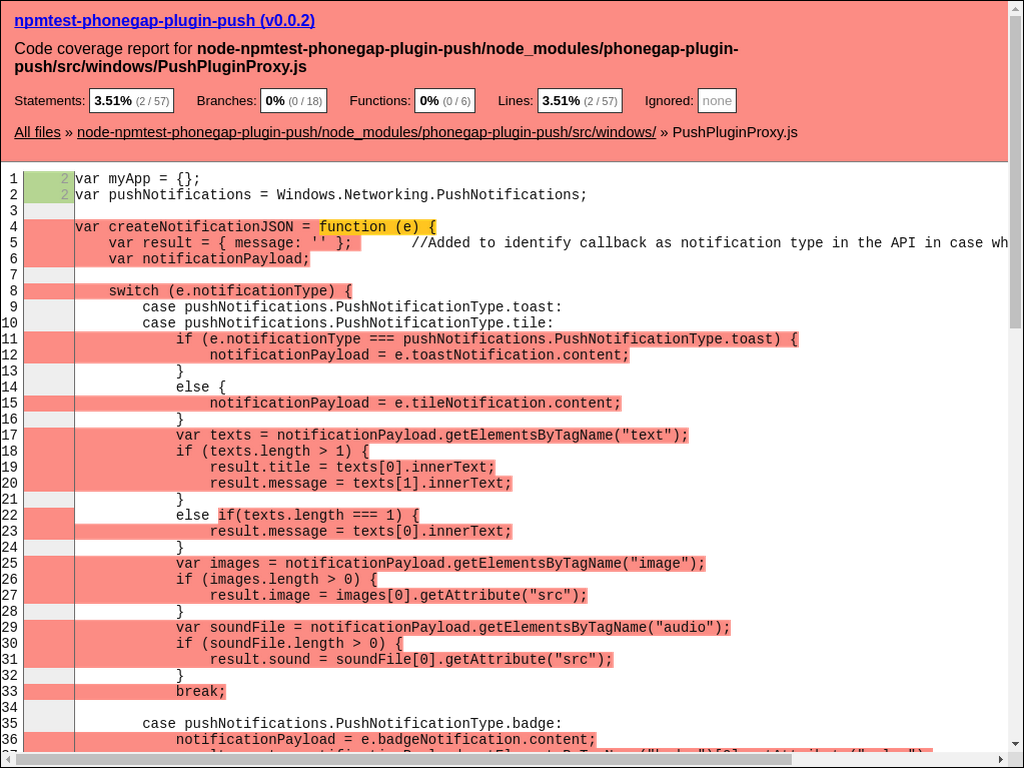 npmtest-phonegap-plugin-push (v0.0.2)
Code coverage report for node-npmtest-phonegap-plugin-push/node_modules/phonegap-plugin-
push/src/windows/PushPluginProxy.js
Statements: 3.51% (2 / 57) Branches: 0% (0 / 18) Functions: 0% (0 / 6) Lines: 3.51% (2 / 57) Ignored: none
All files » node-npmtest-phonegap-plugin-push/node_modules/phonegap-plugin-push/src/windows/ » PushPluginProxy.js
1 2 var myApp = {};
2 2 var pushNotifications = Windows.Networking.PushNotifications;
3
4 var createNotificationJSON = function (e) {
5     var result = { message: '' };       //Added to identify callback as notification type in the API in case wh
6     var notificationPayload;
7
8     switch (e.notificationType) {
9         case pushNotifications.PushNotificationType.toast:
10         case pushNotifications.PushNotificationType.tile:
11             if (e.notificationType === pushNotifications.PushNotificationType.toast) {
12                 notificationPayload = e.toastNotification.content;
13             }
14             else {
15                 notificationPayload = e.tileNotification.content;
16             }
17             var texts = notificationPayload.getElementsByTagName("text");
18             if (texts.length > 1) {
19                 result.title = texts[0].innerText;
20                 result.message = texts[1].innerText;
21             }
22             else if(texts.length === 1) {
23                 result.message = texts[0].innerText;
24             }
25             var images = notificationPayload.getElementsByTagName("image");
26             if (images.length > 0) {
27                 result.image = images[0].getAttribute("src");
28             }
29             var soundFile = notificationPayload.getElementsByTagName("audio");
30             if (soundFile.length > 0) {
31                 result.sound = soundFile[0].getAttribute("src");
32             }
33             break;
34
35         case pushNotifications.PushNotificationType.badge:
36             notificationPayload = e.badgeNotification.content;